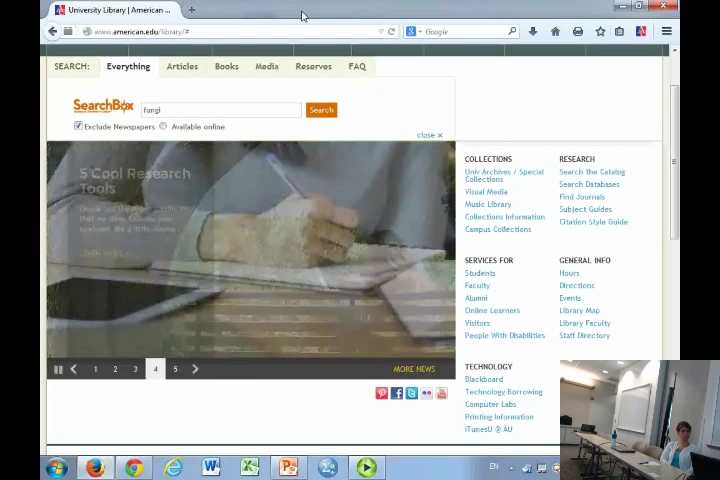 University Library | American ...
www.american.edu/library/#
Google
SEARCH: Everything Articles Books Media Reserves FAQ
SearchBox
fungi
Search
Exclude Newspapers
Available online
close x
5 Cool Research
Tools
COLLECTIONS
Univ Archives / Special
Collections
Visual Media
Music Library
Collections Information
Campus Collections
RESEARCH
Search the Catalog
Search Databases
Find Journals
Subject Guides
Citation Style Guide
SERVICES FOR
Students
Faculty
Alumni
Online Learners
Visitors
People With Disabilities
GENERAL INFO
Hours
Directions
Events
Library Map
Library Faculty
Staff Directory
TECHNOLOGY
Blackboard
Technology Borrowing
Computer Labs
Printing Information
iTunesU @ AU
1 2 3 4 5
MORE NEWS
EN